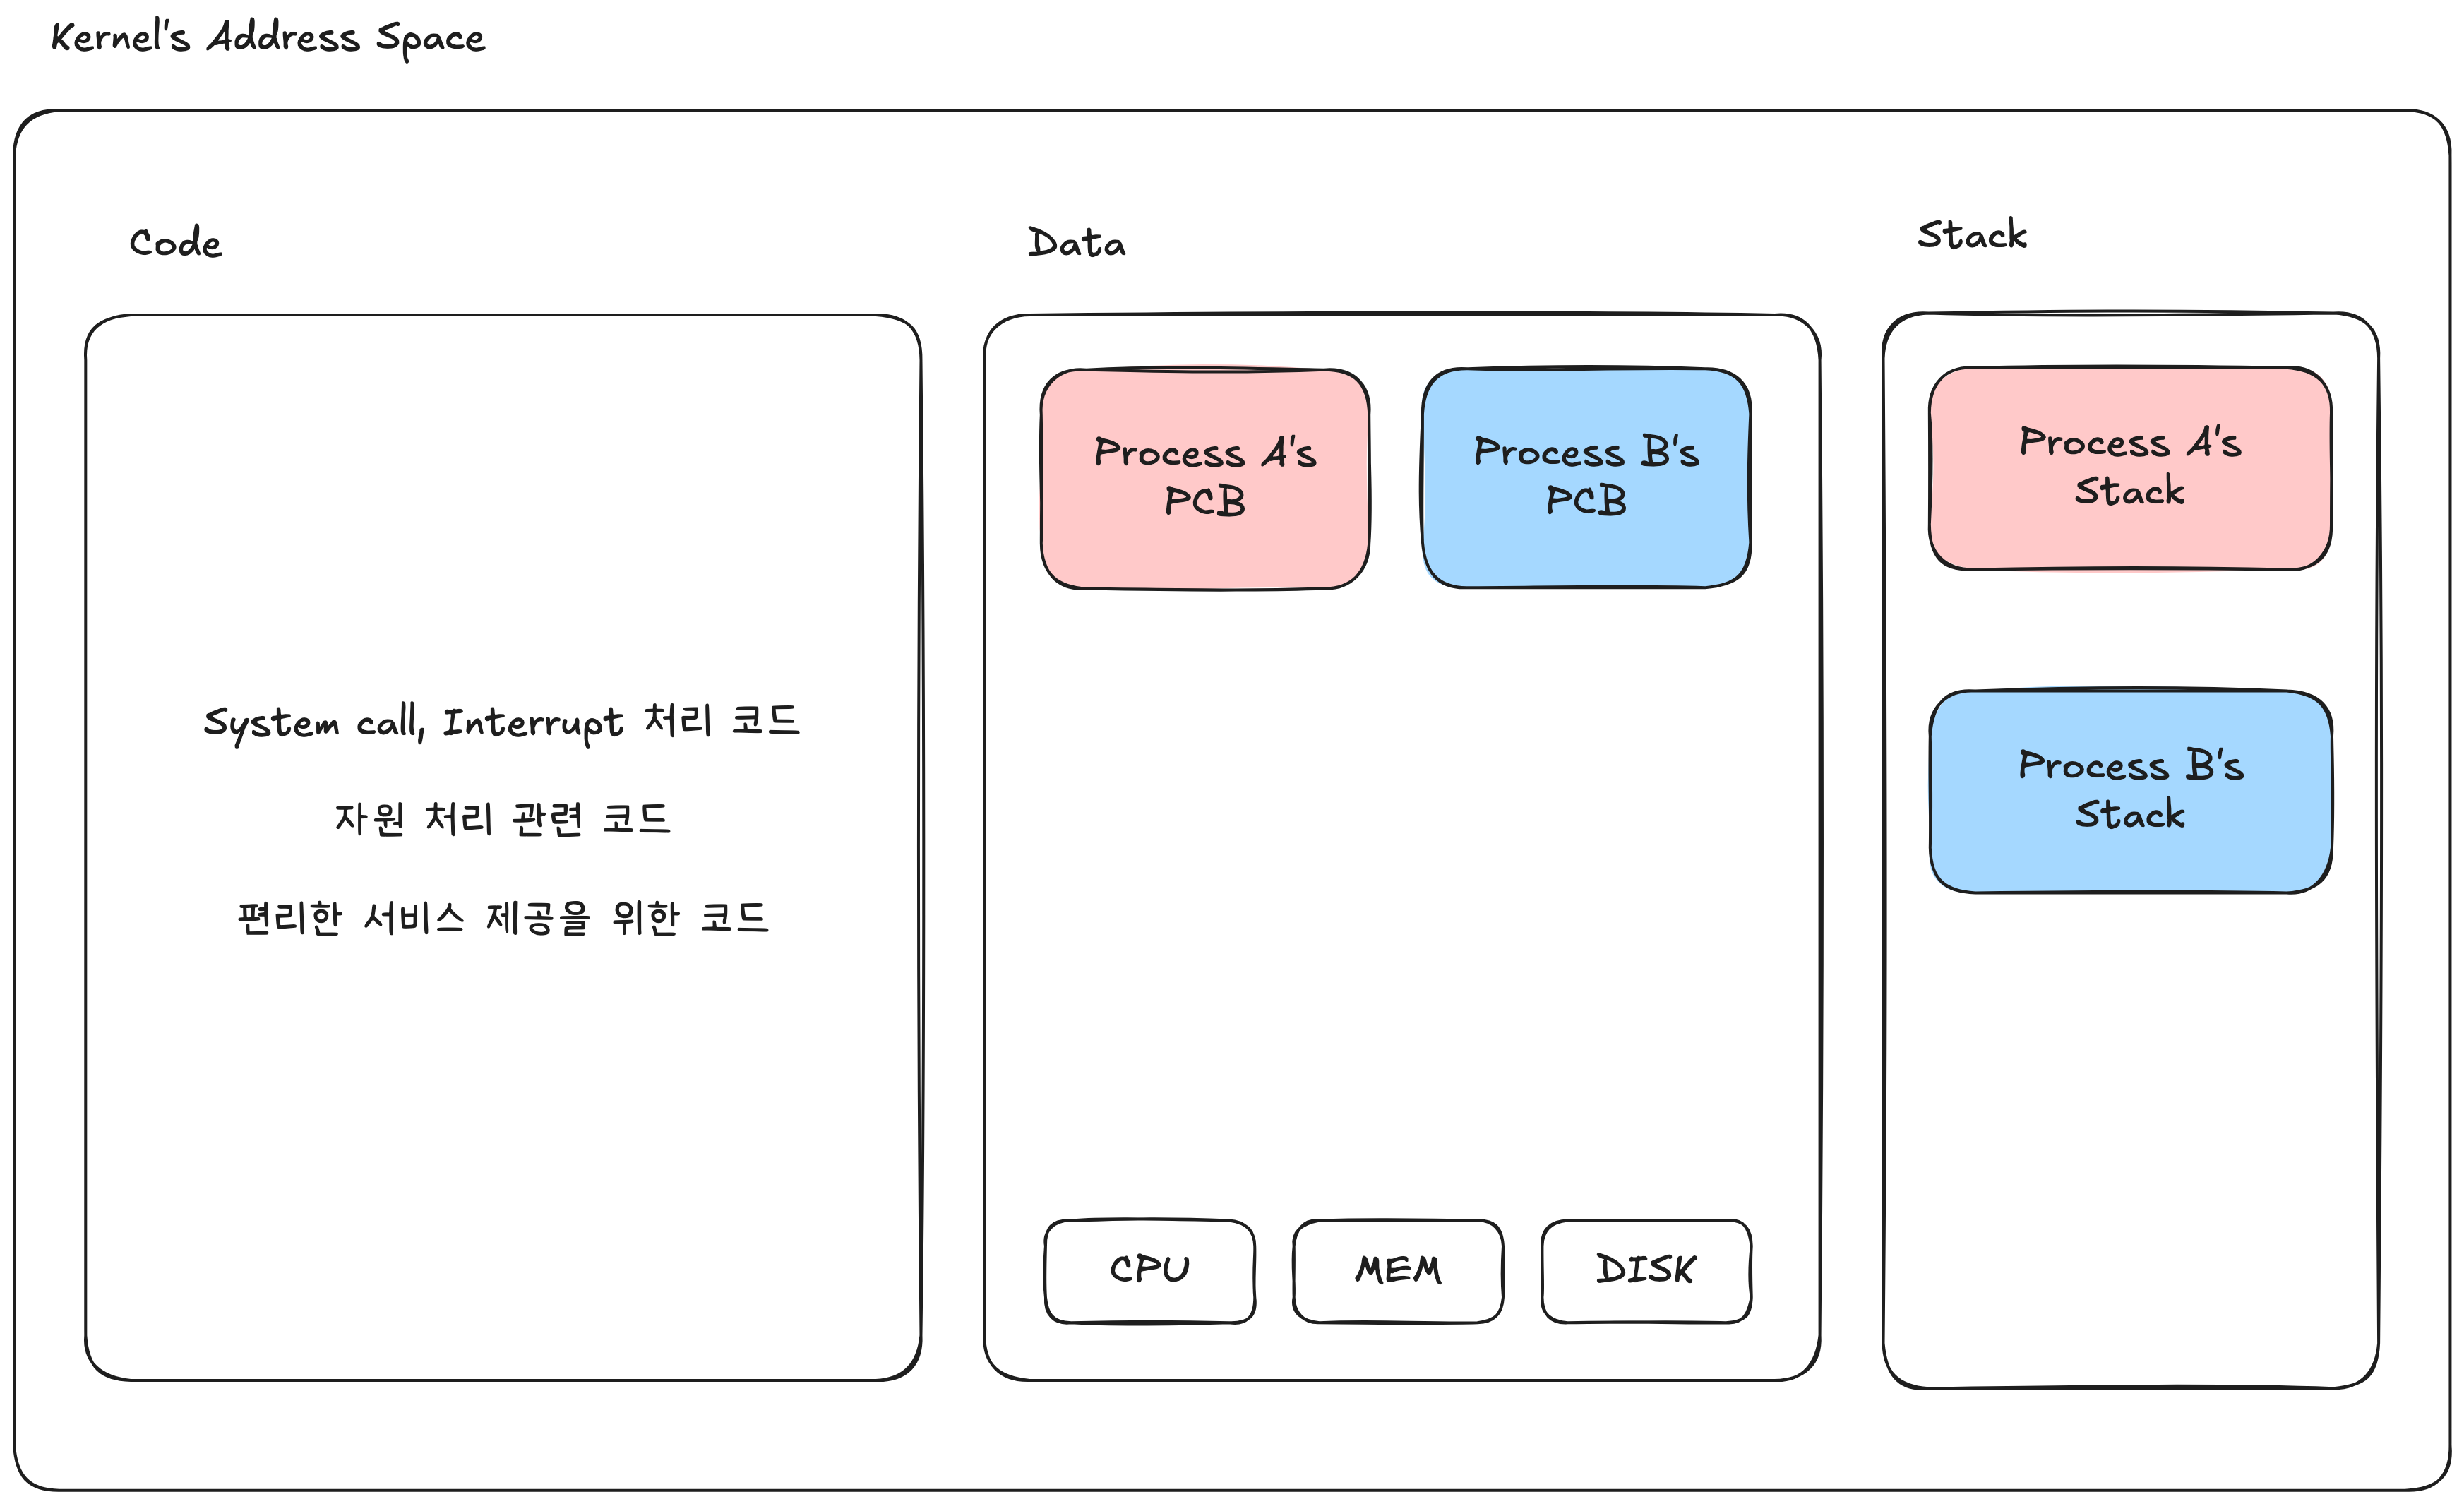 Kernel's Address Space
Code
Data
Stack
System call, Interrupt 처리 코드
자원 처리 관련 코드
편리한 서비스 제공을 위한 코드
Process A's
PCB
Process B's
PCB
CPU
MEM
DISK
Process A's
Stack
Process B's
Stack